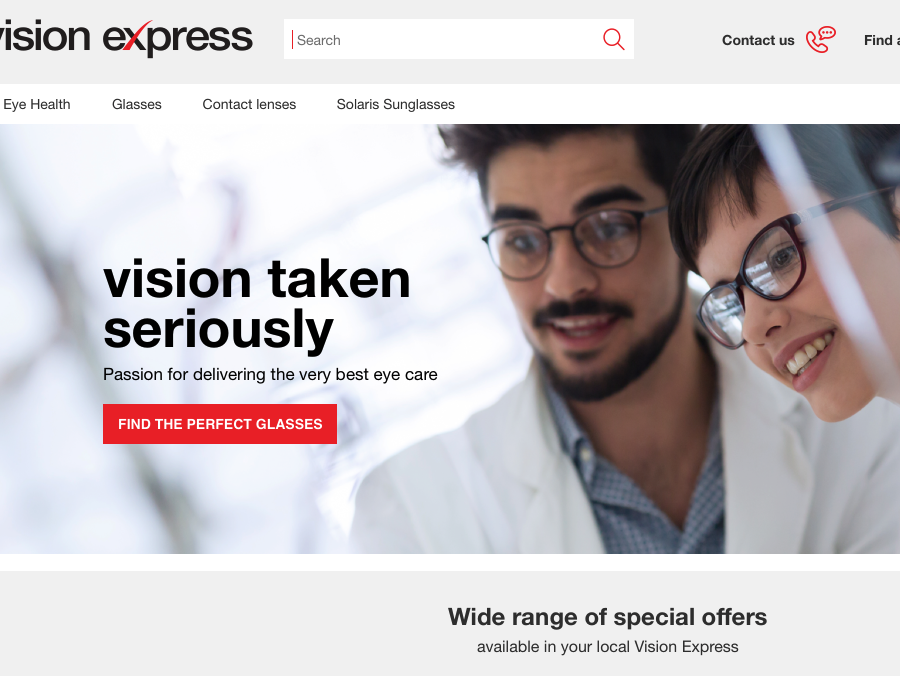 vision express
Search
Contact us
Find a
Eye Health
Glasses
Contact lenses
Solaris Sunglasses
vision taken
seriously
Passion for delivering the very best eye care
FIND THE PERFECT GLASSES
Wide range of special offers
available in your local Vision Express